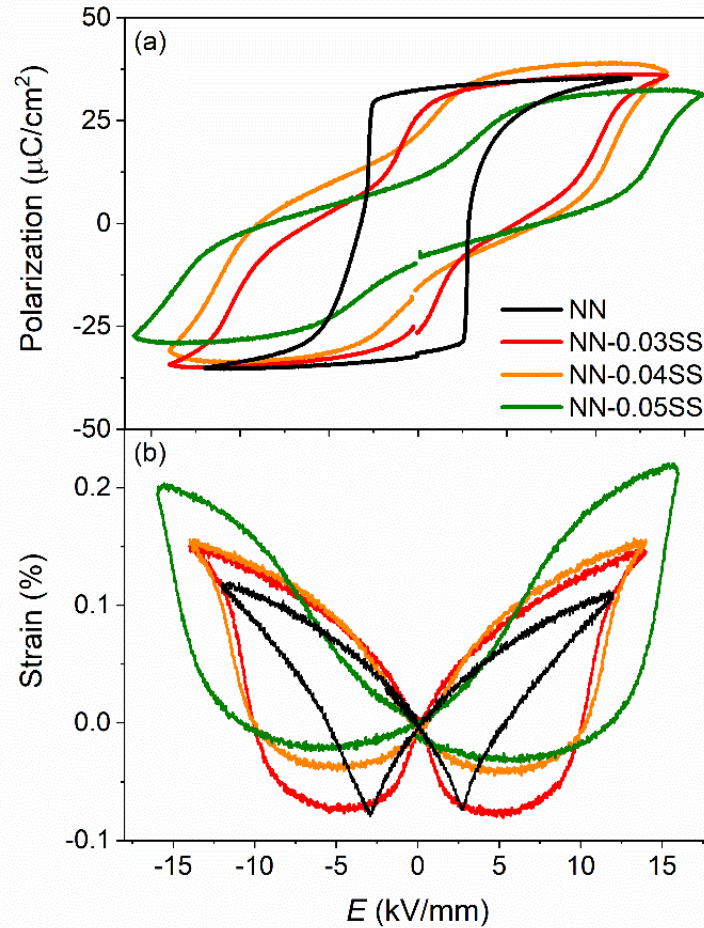 50
(a)
25
0
-25
-50
Polarization (μC/cm²)
NN
NN-0.03SS
NN-0.04SS
NN-0.05SS
(b)
0.2
0.1
0.0
-0.1
Strain (%)
-15 -10 -5 0 5 10 15
E (kV/mm)